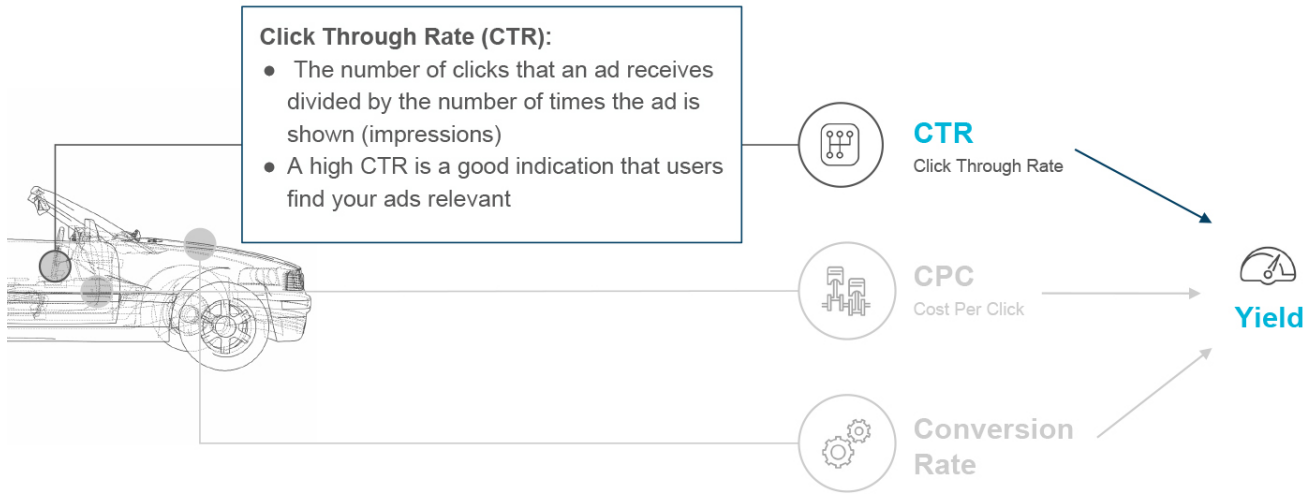 Click Through Rate (CTR):
● The number of clicks that an ad receives
divided by the number of times the ad is
shown (impressions)
● A high CTR is a good indication that users
find your ads relevant
CTR
Click Through Rate
CPC
Cost Per Click
Yield
Conversion
Rate